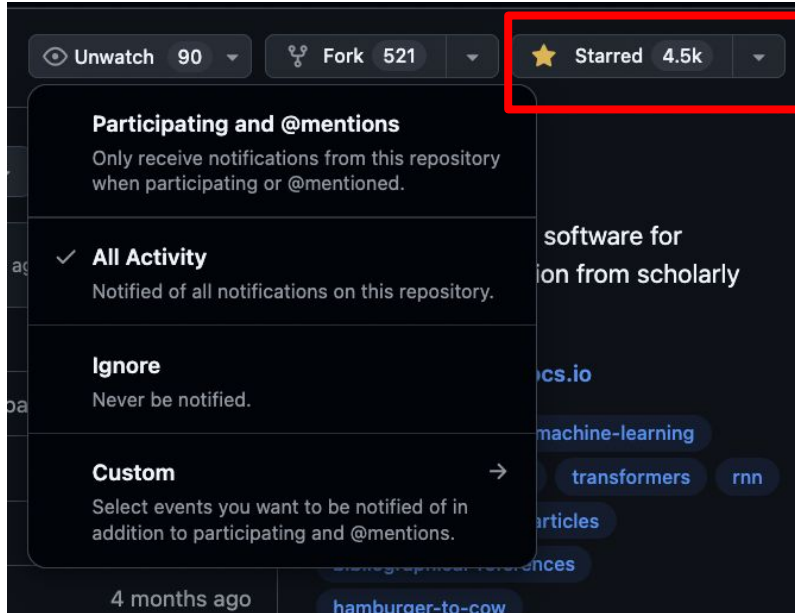 Unwatch 90
Fork 521
Starred 4.5k
Participating and @mentions
Only receive notifications from this repository
when participating or @mentioned.
All Activity
Notified of all notifications on this repository.
Ignore
Never be notified.
Custom
Select events you want to be notified of in
addition to participating and @mentions.
software for
ion from scholarly
ocs.io
machine-learning
transformers rnn
articles
hamburger-to-cow
4 months ago